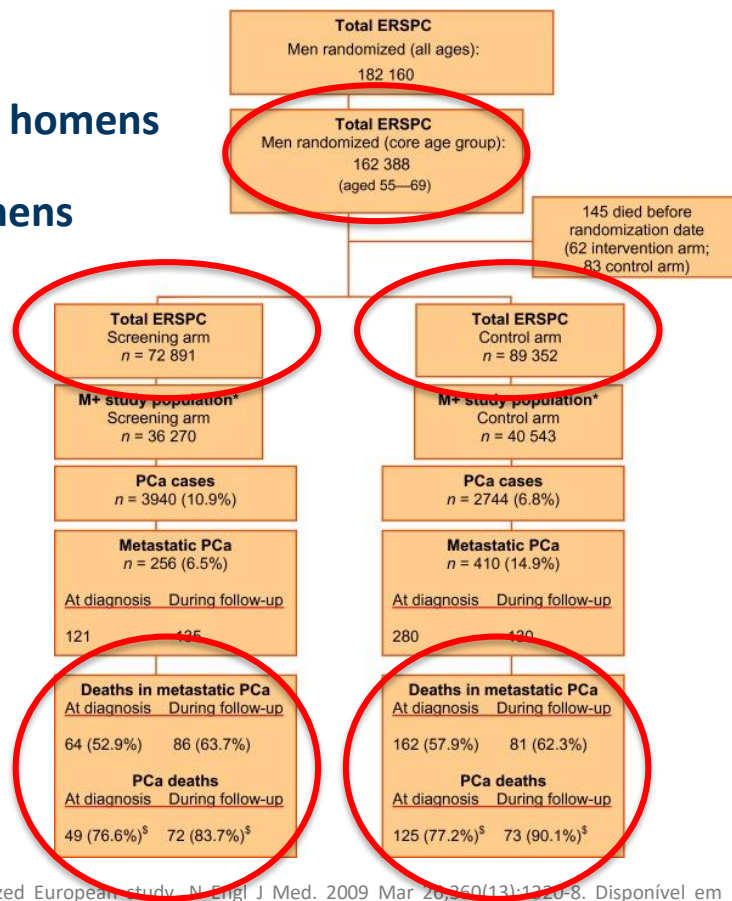 Total ERSPC
Men randomized (all ages):
182 160
homens
Total ERSPC
Men randomized (core age group):
162 388
(aged 55—69)
mens
145 died before
randomization date
(62 intervention arm;
83 control arm)
Total ERSPC
Screening arm
n = 72 891
Total ERSPC
Control arm
n = 89 352
M+ study population*
Screening arm
n = 36 270
M+ study population*
Control arm
n = 40 543
PCa cases
n = 3940 (10.9%)
PCa cases
n = 2744 (6.8%)
Metastatic PCa
n = 256 (6.5%)
At diagnosis During follow-up
121 135
Metastatic PCa
n = 410 (14.9%)
At diagnosis During follow-up
280 130
Deaths in metastatic PCa
At diagnosis During follow-up
64 (52.9%) 86 (63.7%)
PCa deaths
At diagnosis During follow-up
49 (76.6%)$ 72 (83.7%)$
Deaths in metastatic PCa
At diagnosis During follow-up
162 (57.9%) 81 (62.3%)
PCa deaths
At diagnosis During follow-up
125 (77.2%)$ 73 (90.1%)$
zed European study. N Engl J Med. 2009 Mar 26;360(13):1320-8. Disponível em